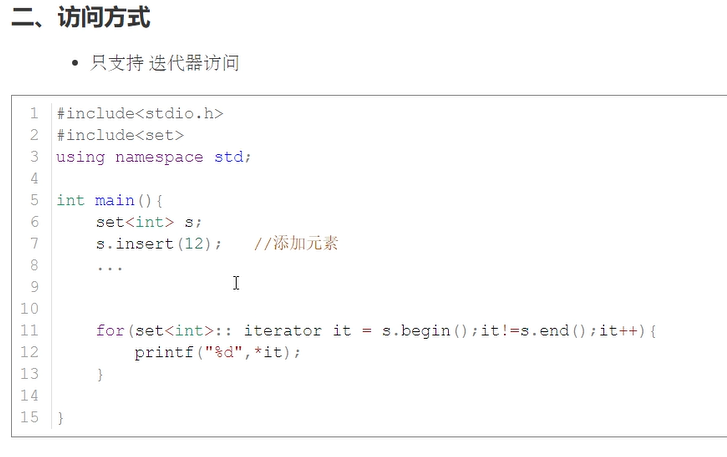 二、访问方式
• 只支持 迭代器访问
1 #include<stdio.h>
2 #include<set>
3 using namespace std;
4
5 int main(){
6     set<int> s;
7     s.insert(12);   //添加元素
8     ...
9
10
11     for(set<int>:: iterator it = s.begin();it!=s.end();it++){
12         printf("%d",*it);
13     }
14
15 }